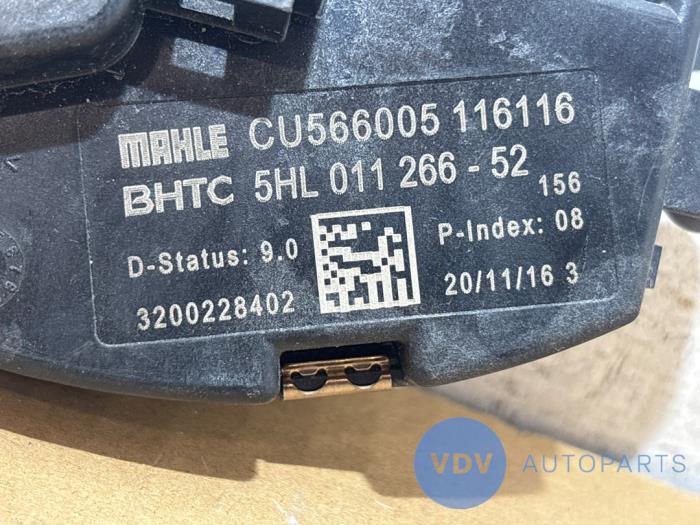 MAHLE CU566005 116116
BHTC 5HL 011 266 - 52 156
D-Status: 9.0 P-Index: 08
3200228402 20/11/16 3
VDV AUTOPARTS